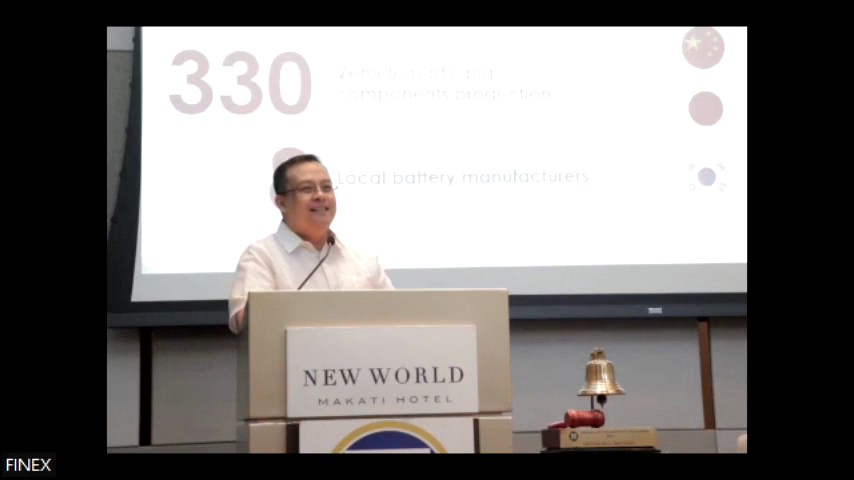 330
Vehicle parts and
components production
Local battery manufacturers
NEW WORLD
MAKATI HOTEL
FINEX